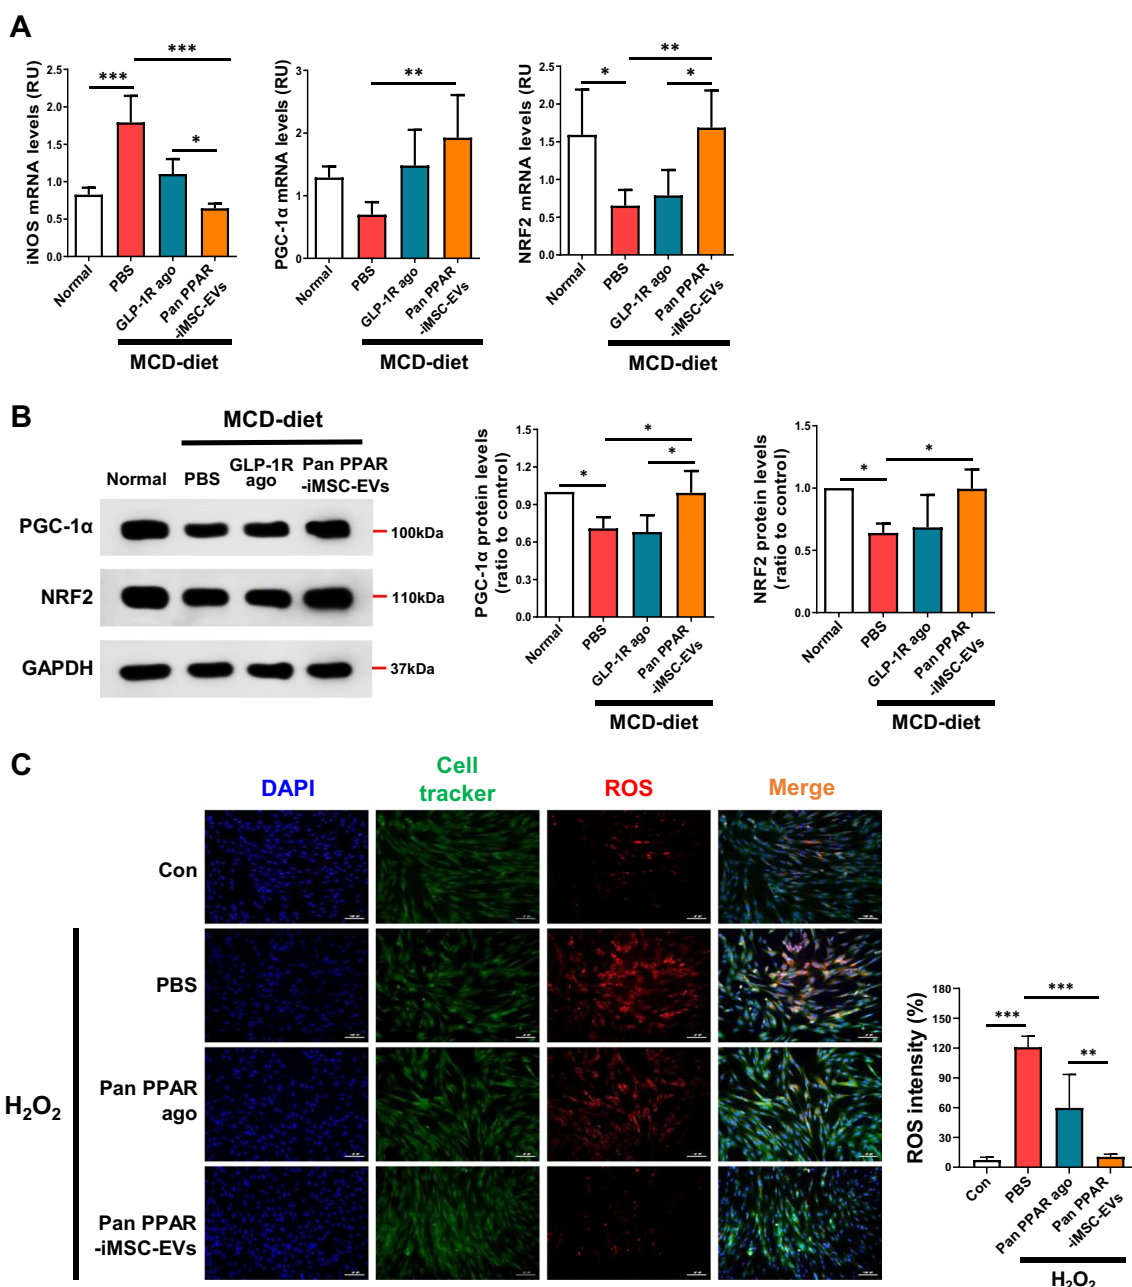 A
iNOS mRNA levels (RU)
2.5
2.0
1.5
1.0
0.5
0.0
***
***
*
Normal
PBS
GLP-1R ago
Pan PPAR
-iMSC-EVs
MCD-diet
PGC-1α mRNA levels (RU)
3
2
1
0
**
Normal
PBS
GLP-1R ago
Pan PPAR
-iMSC-EVs
MCD-diet
NRF2 mRNA levels (RU
2.5
2.0
1.5
1.0
0.5
0.0
*
**
*
Normal
PBS
GLP-1R ago
Pan PPAR
-iMSC-EVs
MCD-diet
B
MCD-diet
Normal
PBS
GLP-1R
ago
Pan PPAR
-iMSC-EVs
PGC-1α
100kDa
NRF2
110kDa
GAPDH
37kDa
PGC-1α protein levels
(ratio to control)
1.5
1.2
0.9
0.6
0.3
0.0
*
*
*
Normal
PBS
GLP-1R ago
Pan PPAR
-iMSC-EVs
MCD-diet
NRF2 protein levels
(ratio to control)
1.5
1.0
0.5
0.0
*
*
Normal
PBS
GLP-1R ago
Pan PPAR
-iMSC-EVs
MCD-diet
C
DAPI
Cell
tracker
ROS
Merge
Con
PBS
Pan PPAR
ago
Pan PPAR
-iMSC-EVs
H₂O₂
ROS intensity (%)
180
150
120
90
60
30
0
***
***
**
Con
PBS
Pan PPAR ago
Pan PPAR
-iMSC-EVs
H₂O₂